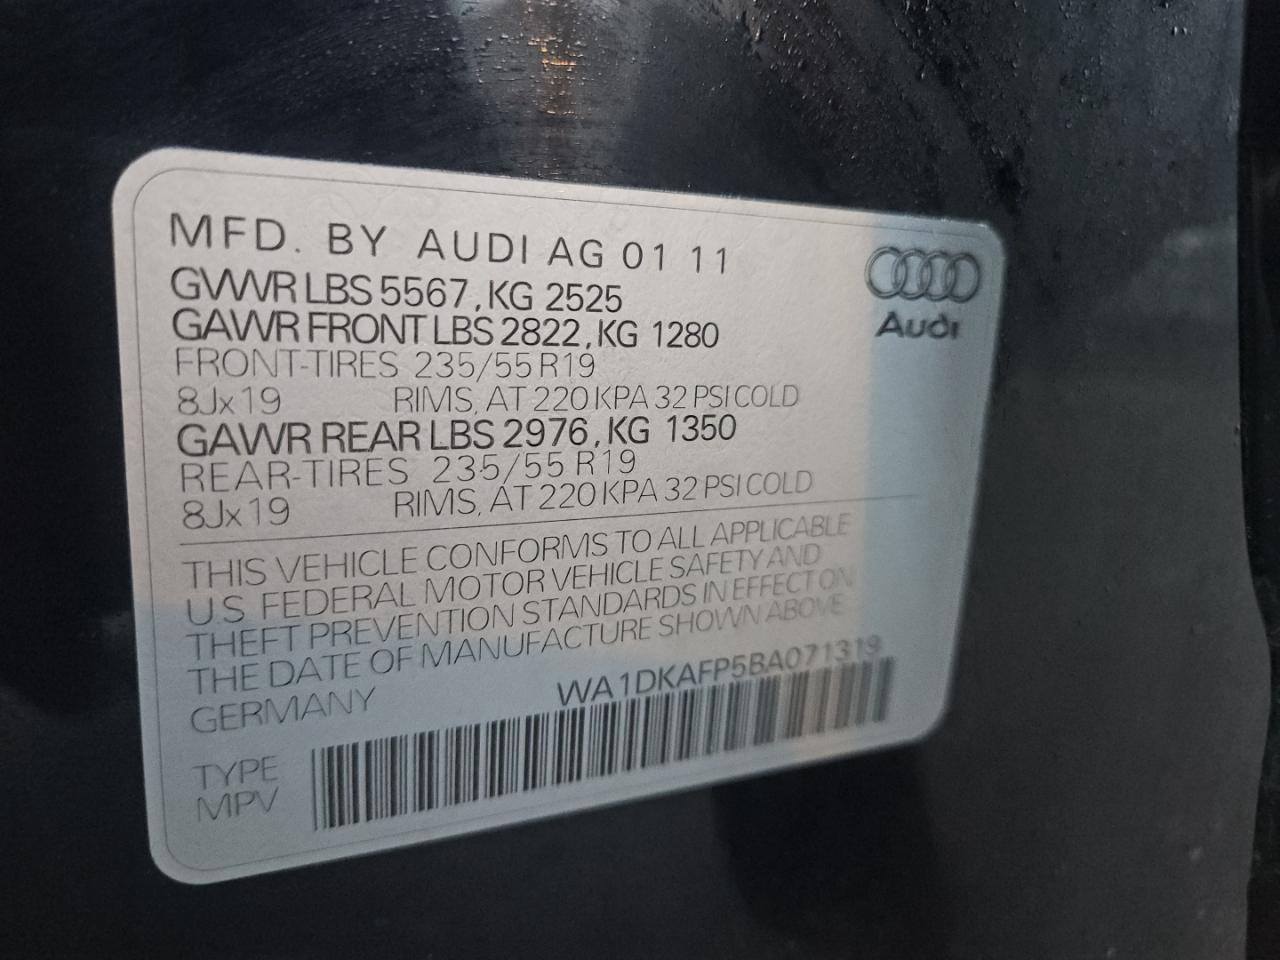 MFD. BY AUDI AG 01 11
GVWR LBS 5567, KG 2525
GAWR FRONT LBS 2822, KG 1280
FRONT-TIRES 235/55 R19
8Jx19 RIMS, AT 220 KPA 32 PSI COLD
GAWR REAR LBS 2976, KG 1350
REAR-TIRES 235/55 R19
8Jx19 RIMS, AT 220 KPA 32 PSI COLD
Audi
THIS VEHICLE CONFORMS TO ALL APPLICABLE
U.S FEDERAL MOTOR VEHICLE SAFETY AND
THEFT PREVENTION STANDARDS IN EFFECT ON
THE DATE OF MANUFACTURE SHOWN ABOVE
GERMANY WA1DKAFP5BA071319
TYPE
MPV